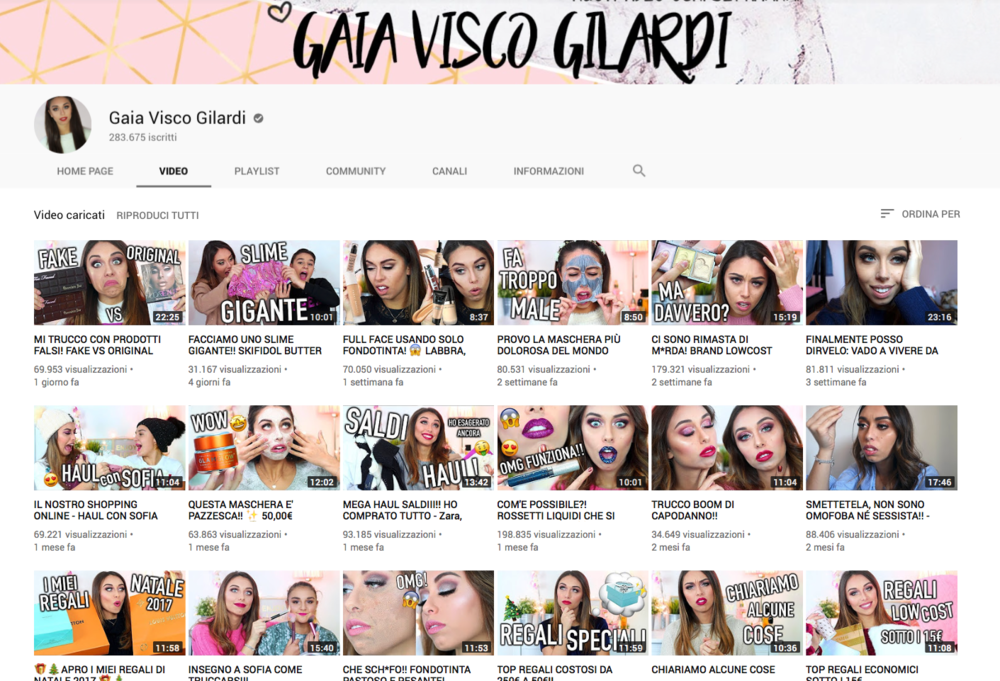 GAIA VISCO GILARDI
Gaia Visco Gilardi
283.675 iscritti
HOME PAGE VIDEO PLAYLIST COMMUNITY CANALI INFORMAZIONI
Video caricati RIPRODUCI TUTTI ORDINA PER
FAKE ORIGINAL
VS
22:25
SLIME
GIGANTE
10:01
8:37
FA
TROPPO
MALE
8:50
MA
DAVVERO?
15:19
23:16
MI TRUCCO CON PRODOTTI
FALSI! FAKE VS ORIGINAL
69.953 visualizzazioni •
1 giorno fa
FACCIAMO UNO SLIME
GIGANTE!! SKIFIDOL BUTTER
31.167 visualizzazioni •
4 giorni fa
FULL FACE USANDO SOLO
FONDOTINTA! 😱 LABBRA,
70.050 visualizzazioni •
1 settimana fa
PROVO LA MASCHERA PIÙ
DOLOROSA DEL MONDO
80.531 visualizzazioni •
2 settimane fa
CI SONO RIMASTA DI
M*RDA! BRAND LOWCOST
179.321 visualizzazioni •
2 settimane fa
FINALMENTE POSSO
DIRVELO: VADO A VIVERE DA
81.811 visualizzazioni •
3 settimane fa
HAUL CON SOFIA
11:04
WOW
12:02
SALDI
HO ESAGERATO
ANCORA
HAUL!
13:42
OMG FUNZIONA!!
10:01
11:04
17:46
IL NOSTRO SHOPPING
ONLINE - HAUL CON SOFIA
69.221 visualizzazioni •
1 mese fa
QUESTA MASCHERA E'
PAZZESCA!! ✨ 50,00€
63.863 visualizzazioni •
1 mese fa
MEGA HAUL SALDIII!! HO
COMPRATO TUTTO - Zara,
93.185 visualizzazioni •
1 mese fa
COM'E POSSIBILE?!
ROSSETTI LIQUIDI CHE SI
198.835 visualizzazioni •
1 mese fa
TRUCCO BOOM DI
CAPODANNO!!
34.649 visualizzazioni •
2 mesi fa
SMETTETELA, NON SONO
OMOFOBA NÉ SESSISTA!! -
88.406 visualizzazioni •
2 mesi fa
I MIEI
REGALI
NATALE
2017
11:58
15:40
OMG!
11:53
REGALI SPECIALI
11:59
CHIARIAMO
ALCUNE
COSE
10:36
REGALI
LOW COST
SOTTO I 15€
11:08
🎁🎄APRO I MIEI REGALI DI
NATALE 2017 🎁🎄
INSEGNO A SOFIA COME
TRUCCARSI!!
CHE SCH*FO!! FONDOTINTA
PASTOSO E PESANTE!
TOP REGALI COSTOSI DA
250€ A 50€!!
CHIARIAMO ALCUNE COSE
TOP REGALI ECONOMICI
SOTTO I 15€